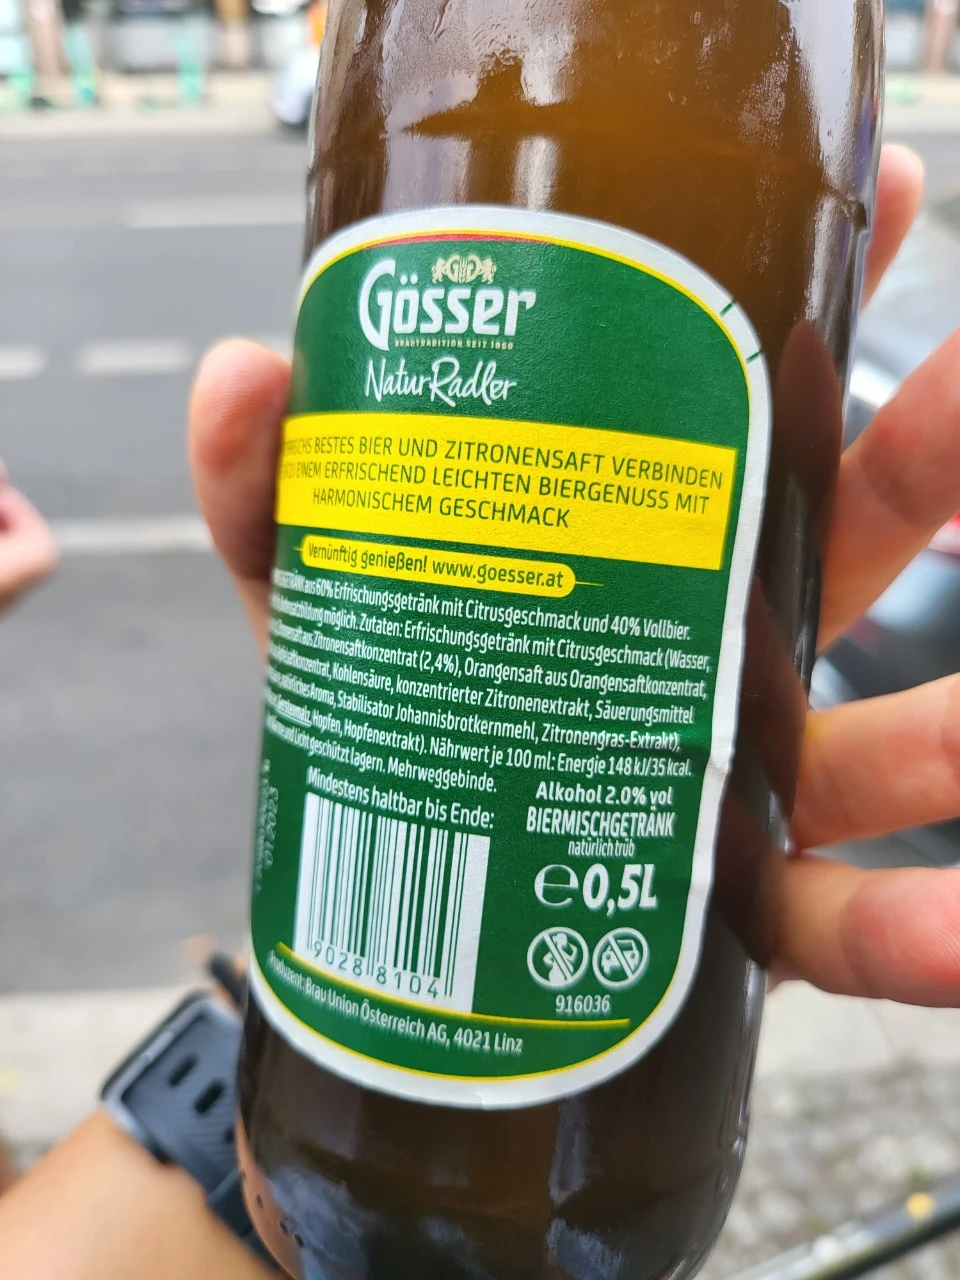 Gösser
BRAUTRADITION SEIT 1860
NaturRadler
BESTES BIER UND ZITRONENSAFT VERBINDEN
EINEM ERFRISCHEND LEICHTEN BIERGENUSS MIT
HARMONISCHEM GESCHMACK
Vernünftig genießen! www.goesser.at
aus 60% Erfrischungsgetränk mit Citrusgeschmack und 40% Vollbier.
möglich. Zutaten: Erfrischungsgetränk mit Citrusgeschmack (Wasser,
aus Zitronensaftkonzentrat (2,4%), Orangensaft aus Orangensaftkonzentrat,
Kohlensäure, konzentrierter Zitronenextrakt, Säuerungsmittel
natürliches Aroma, Stabilisator Johannisbrotkernmehl, Zitronengras-Extrakt),
Gerstenmalz, Hopfen, Hopfenextrakt). Nährwert je 100 ml: Energie 148 kJ/35 kcal.
und Licht geschützt lagern. Mehrweggebinde.
Mindestens haltbar bis Ende:
Alkohol 2.0% vol
BIERMISCHGETRÄNK
natürlich trüb
e 0,5L
90288104
916036
Produzent: Brau Union Österreich AG, 4021 Linz